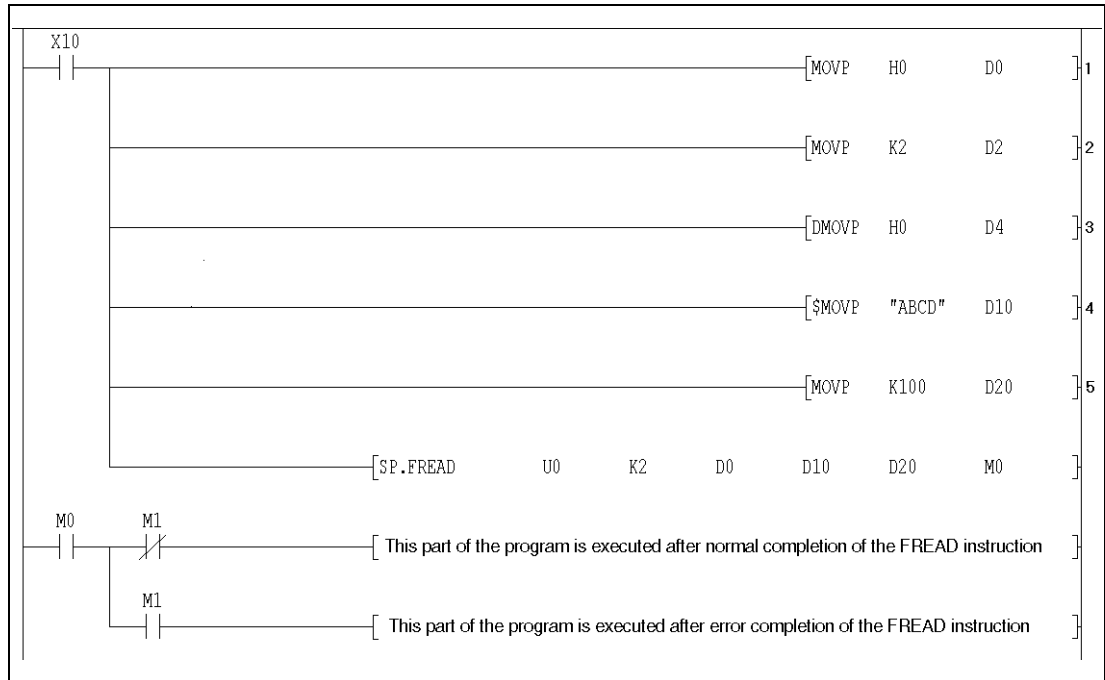 X10
[MOVP H0 D0 ] 1
[MOVP K2 D2 ] 2
[DMOVP H0 D4 ] 3
[$MOVP "ABCD" D10 ] 4
[MOVP K100 D20 ] 5
[SP.FREAD U0 K2 D0 D10 D20 M0 ]
M0 M1
[ This part of the program is executed after normal completion of the FREAD instruction ]
M1
[ This part of the program is executed after error completion of the FREAD instruction ]